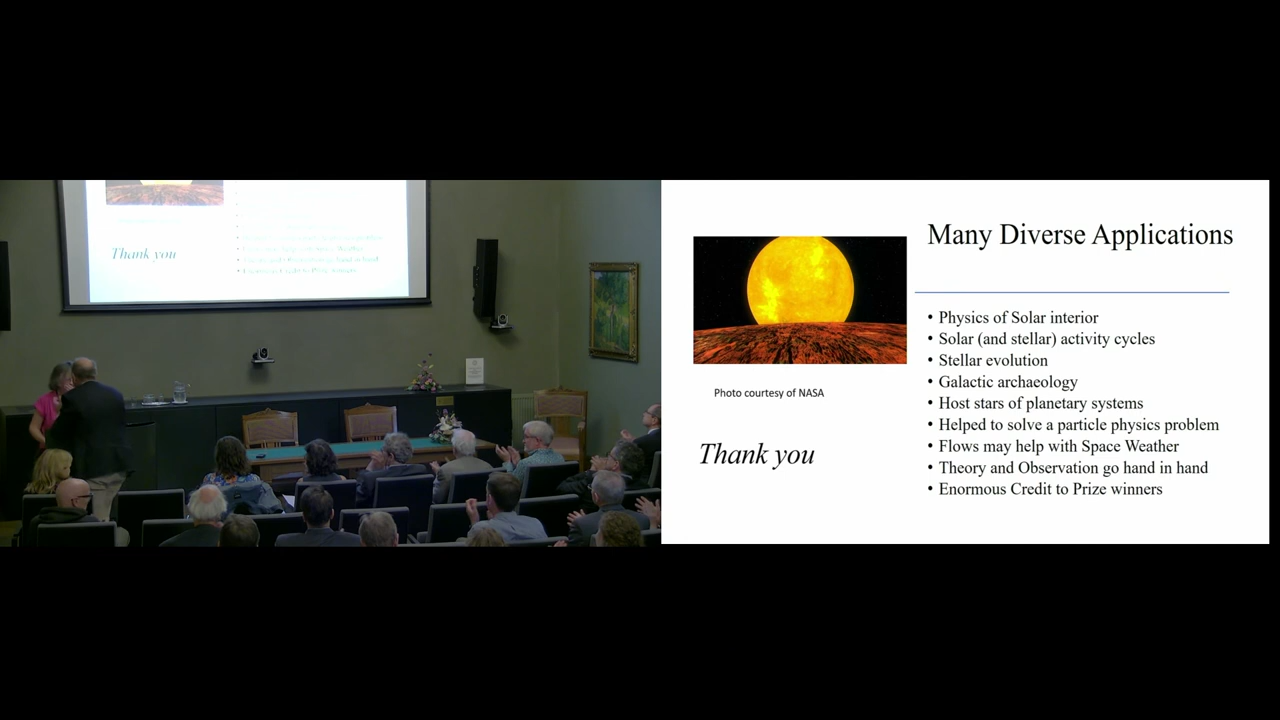 Thank you
Many Diverse Applications
Photo courtesy of NASA
Thank you
• Physics of Solar interior
• Solar (and stellar) activity cycles
• Stellar evolution
• Galactic archaeology
• Host stars of planetary systems
• Helped to solve a particle physics problem
• Flows may help with Space Weather
• Theory and Observation go hand in hand
• Enormous Credit to Prize winners